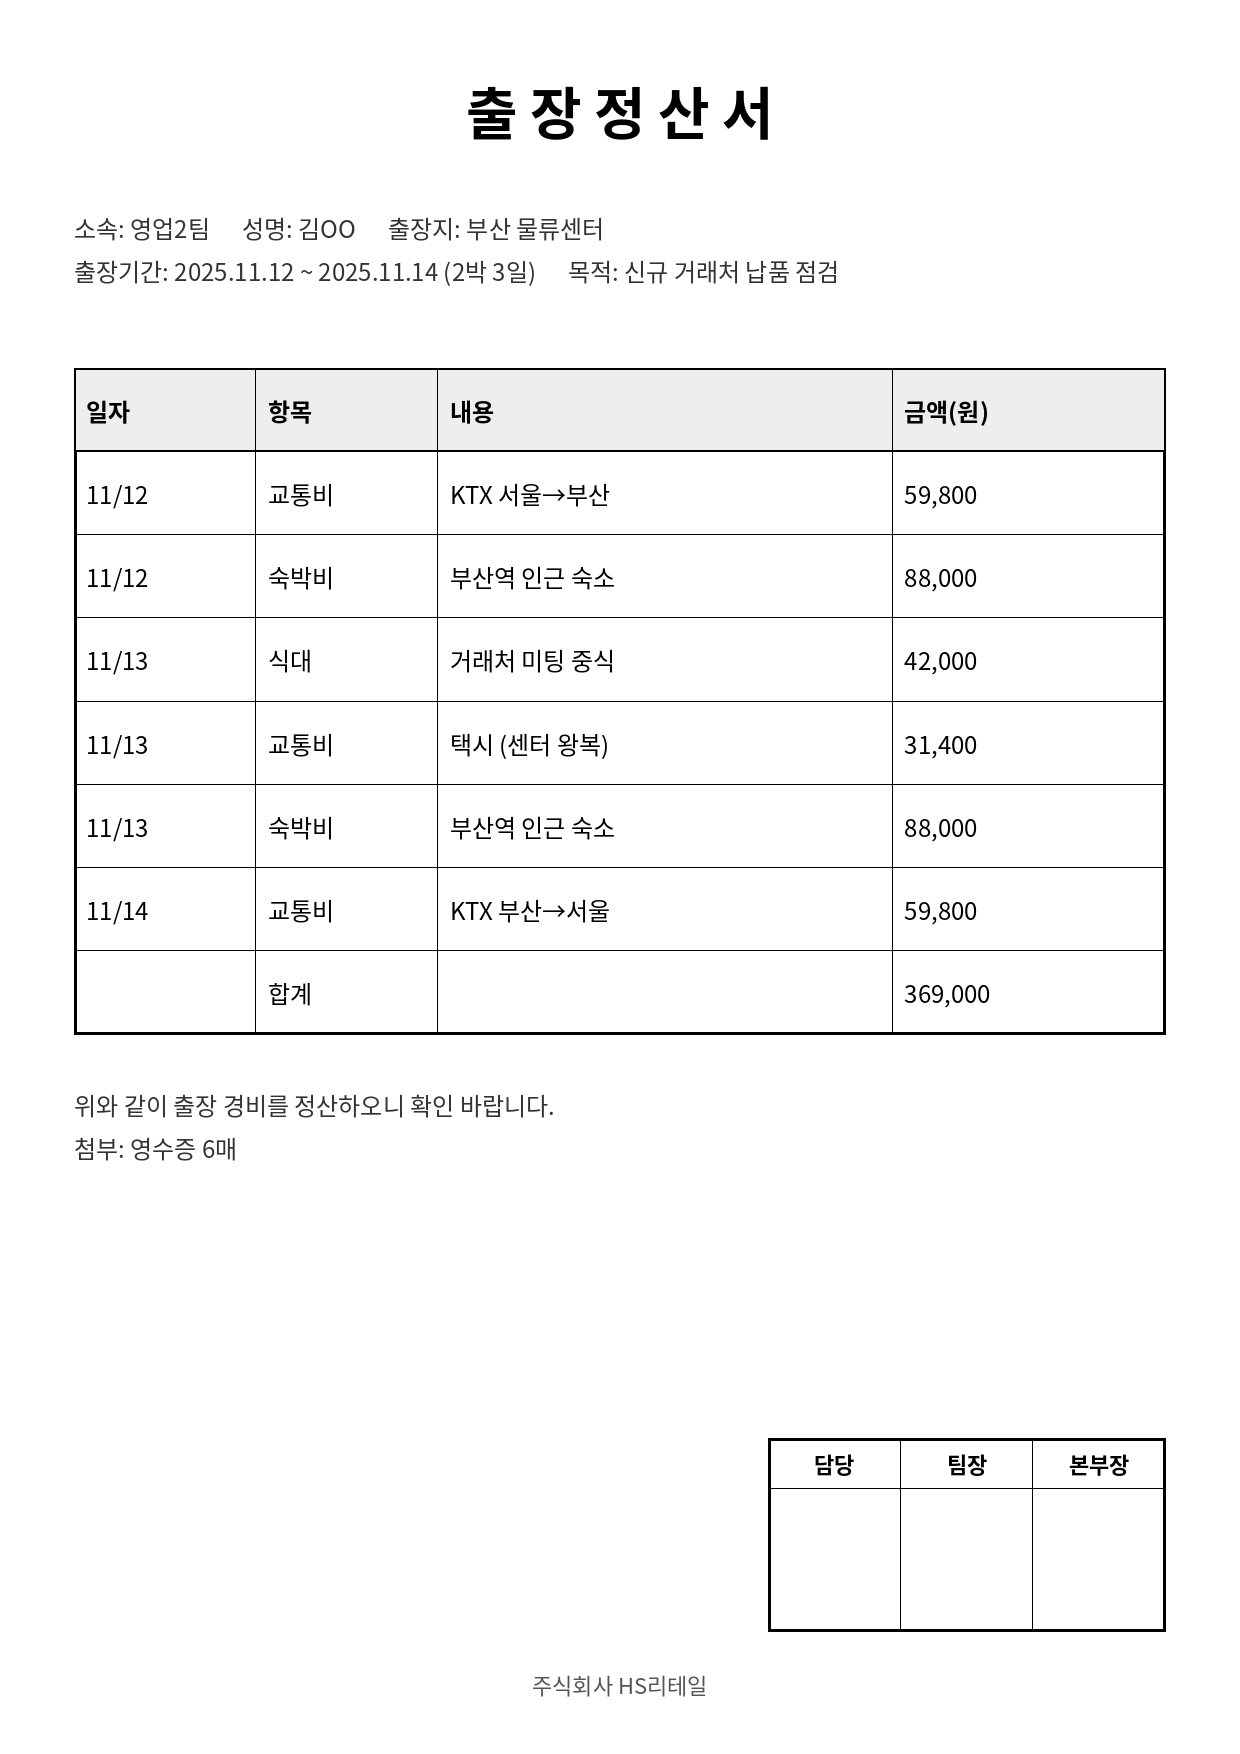 출장정산서
소속: 영업2팀 성명: 김OO 출장지: 부산 물류센터
출장기간: 2025.11.12 ~ 2025.11.14 (2박 3일) 목적: 신규 거래처 납품 점검
일자 항목 내용 금액(원)
11/12 교통비 KTX 서울→부산 59,800
11/12 숙박비 부산역 인근 숙소 88,000
11/13 식대 거래처 미팅 중식 42,000
11/13 교통비 택시 (센터 왕복) 31,400
11/13 숙박비 부산역 인근 숙소 88,000
11/14 교통비 KTX 부산→서울 59,800
합계 369,000
위와 같이 출장 경비를 정산하오니 확인 바랍니다.
첨부: 영수증 6매
담당 팀장 본부장
주식회사 HS리테일